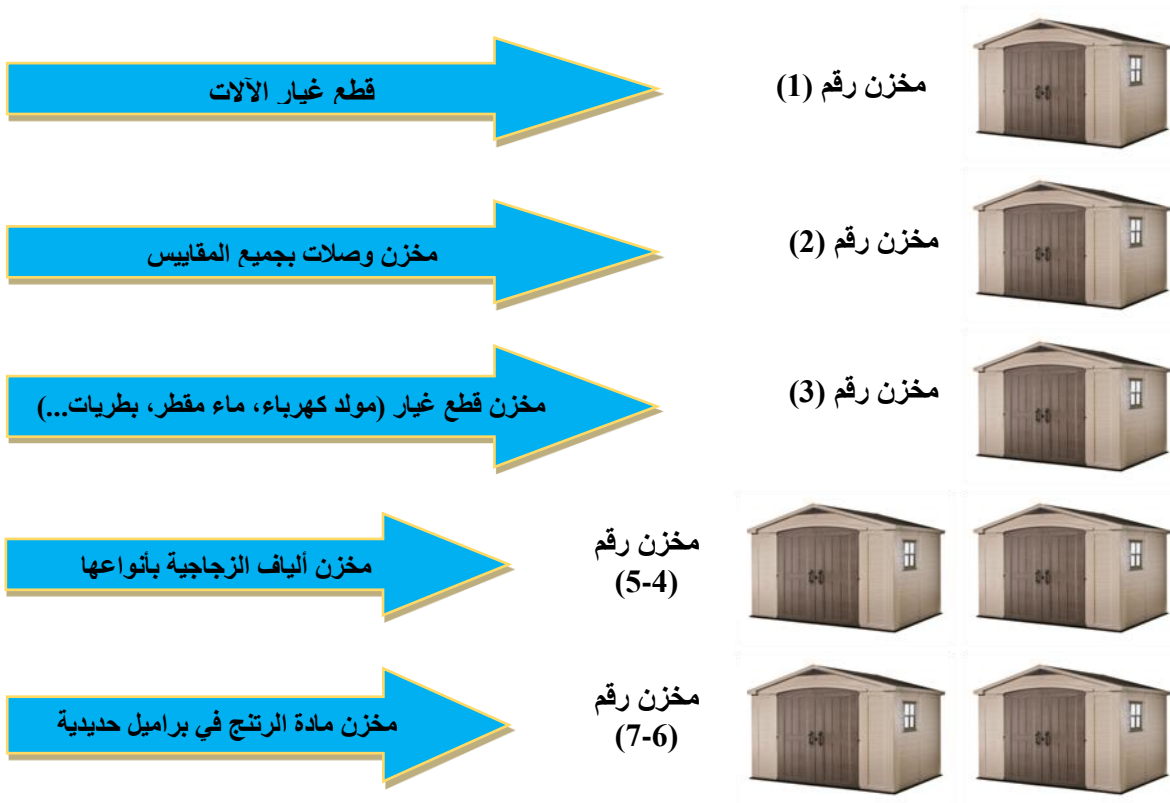 مخزن رقم (1)
قطع غيار الآلات
مخزن رقم (2)
مخزن وصلات بجميع المقاييس
مخزن رقم (3)
مخزن قطع غيار (مولد كهرباء، ماء مقطر، بطريات...)
مخزن رقم
(5-4)
مخزن ألياف الزجاجية بأنواعها
مخزن رقم
(7-6)
مخزن مادة الرتنج في براميل حديدية